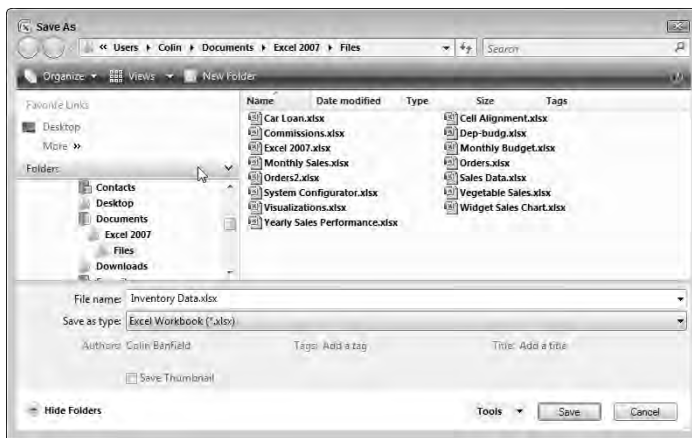 Save As
« Users ▸ Colin ▸ Documents ▸ Excel 2007 ▸ Files
Search
Organize Views New Folder
Favorite Links
Desktop
More »
Folders
Contacts
Desktop
Documents
Excel 2007
Files
Downloads
Name Date modified Type Size Tags
Car Loan.xlsx Cell Alignment.xlsx
Commissions.xlsx Dep-budg.xlsx
Excel 2007.xlsx Monthly Budget.xlsx
Monthly Sales.xlsx Orders.xlsx
Orders2.xlsx Sales Data.xlsx
System Configurator.xlsx Vegetable Sales.xlsx
Visualizations.xlsx Widget Sales Chart.xlsx
Yearly Sales Performance.xlsx
File name: Inventory Data.xlsx
Save as type: Excel Workbook (*.xlsx)
Authors: Colin Banfield Tags: Add a tag Title: Add a title
Save Thumbnail
Hide Folders Tools Save Cancel